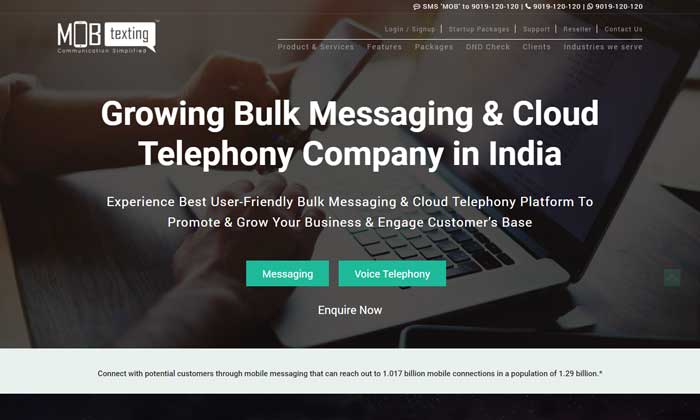 SMS 'MOB' to 9019-120-120 | 9019-120-120 | 9019-120-120
MOB texting
Communication Simplified
Login / Signup | Startup Packages | Support | Reseller | Contact Us
Product & Services Features Packages DND Check Clients Industries we serve
Growing Bulk Messaging & Cloud
Telephony Company in India
Experience Best User-Friendly Bulk Messaging & Cloud Telephony Platform To
Promote & Grow Your Business & Engage Customer's Base
Messaging Voice Telephony
Enquire Now
Connect with potential customers through mobile messaging that can reach out to 1.017 billion mobile connections in a population of 1.29 billion.*